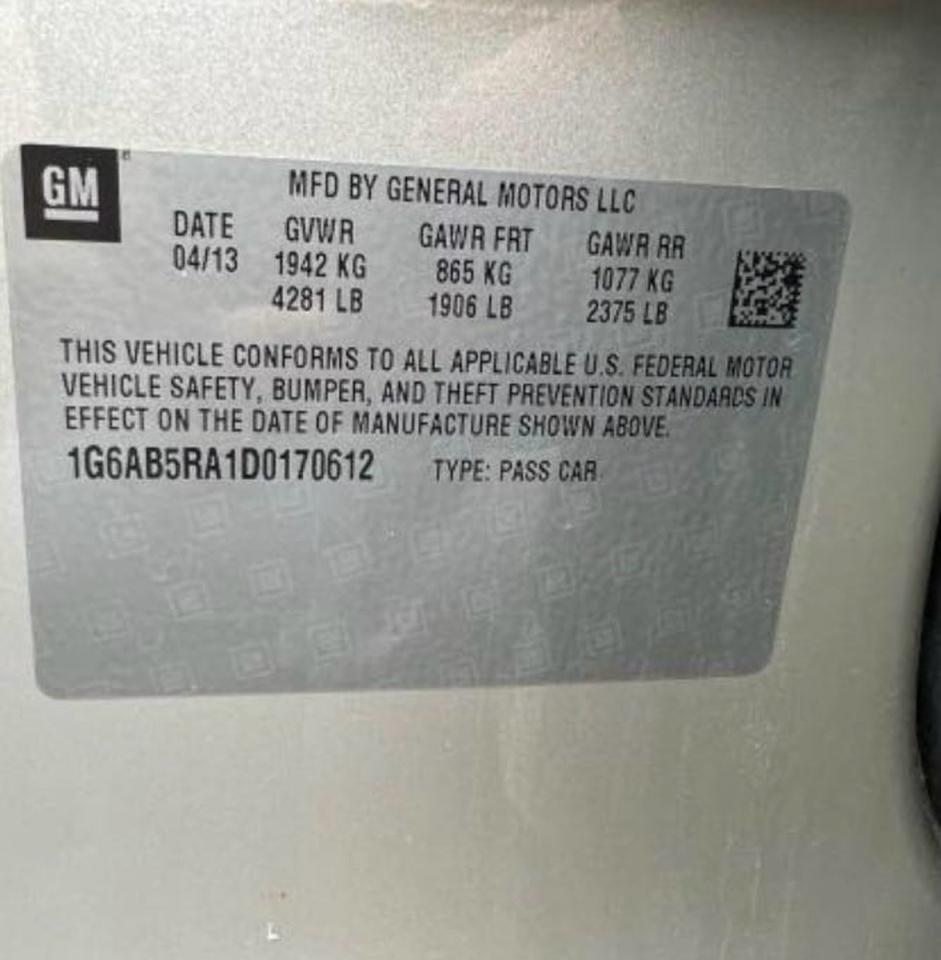 GM
MFD BY GENERAL MOTORS LLC
DATE GVWR GAWR FRT GAWR RR
04/13 1942 KG 865 KG 1077 KG
4281 LB 1906 LB 2375 LB
THIS VEHICLE CONFORMS TO ALL APPLICABLE U.S. FEDERAL MOTOR
VEHICLE SAFETY, BUMPER, AND THEFT PREVENTION STANDARDS IN
EFFECT ON THE DATE OF MANUFACTURE SHOWN ABOVE.
1G6AB5RA1D0170612 TYPE: PASS CAR